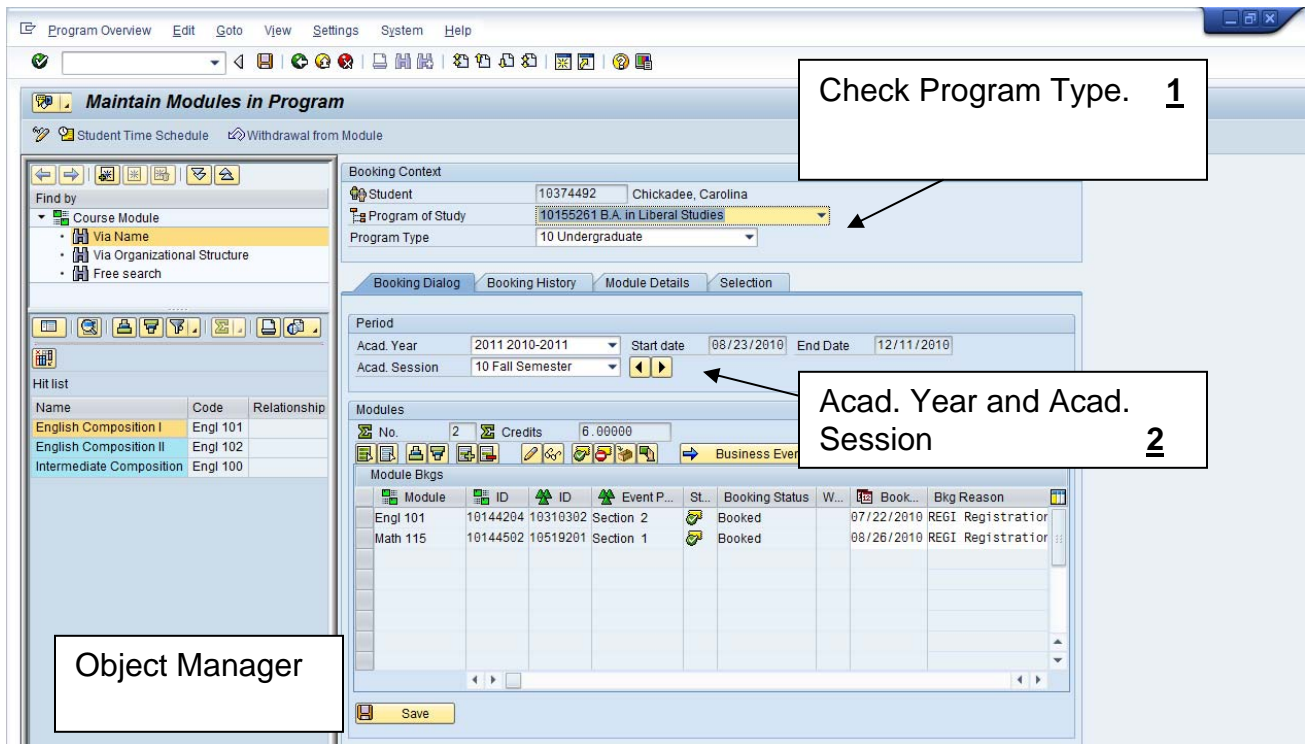 Program Overview Edit Goto View Settings System Help
Maintain Modules in Program
Check Program Type. 1
Student Time Schedule Withdrawal from Module
Find by
Course Module
Via Name
Via Organizational Structure
Free search
Booking Context
Student 10374492 Chickadee, Carolina
Program of Study 10155261 B.A. in Liberal Studies
Program Type 10 Undergraduate
Booking Dialog Booking History Module Details Selection
Period
Acad. Year 2011 2010-2011 Start date 08/23/2010 End Date 12/11/2010
Acad. Session 10 Fall Semester
Acad. Year and Acad.
Session 2
Hit list
Name Code Relationship
English Composition I Engl 101
English Composition II Engl 102
Intermediate Composition Engl 100
Modules
No. 2 Credits 6.00000
Business Even
Module Bkgs
Module ID ID Event P... St... Booking Status W... Book... Bkg Reason
Engl 101 10144204 10310302 Section 2 Booked 07/22/2010 REGI Registration
Math 115 10144502 10519201 Section 1 Booked 08/26/2010 REGI Registration
Object Manager
Save